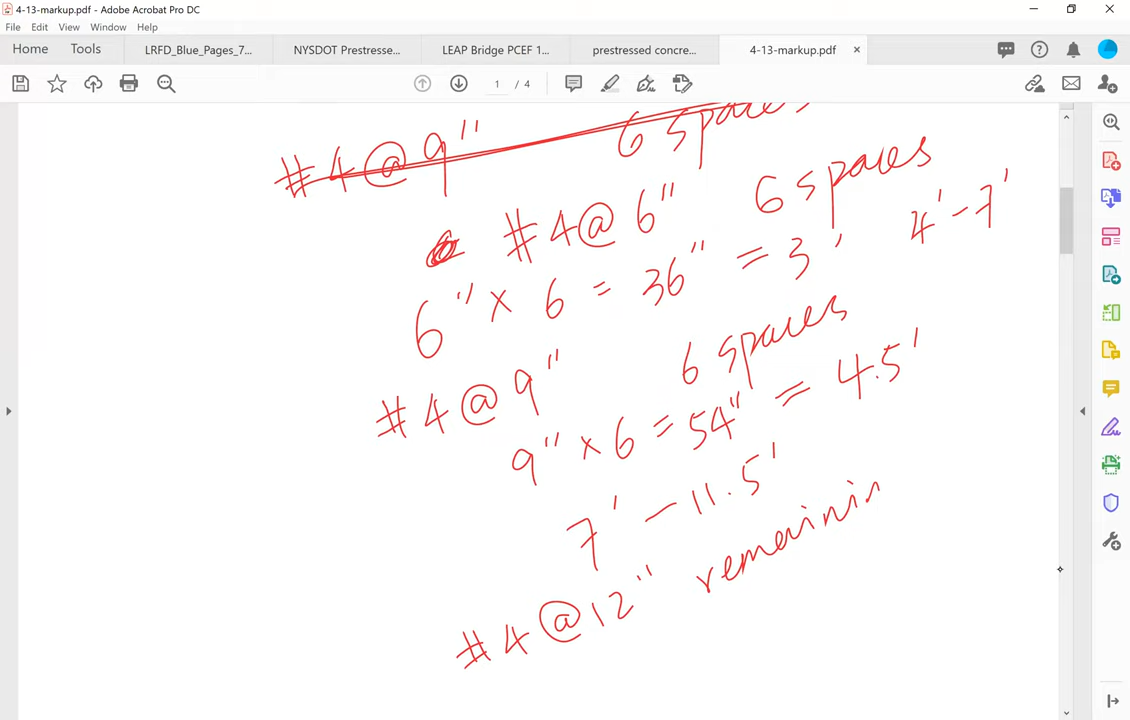 4-13-markup.pdf - Adobe Acrobat Pro DC
File Edit View Window Help
Home Tools LRFD_Blue_Pages_7... NYSDOT Prestresse... LEAP Bridge PCEF 1... prestressed concre... 4-13-markup.pdf ×
1 / 4
#4@9" 6 spaces
#4@6" 6 spaces
6"×6=36"=3' 4'-7'
#4@9" 6 spaces
9"×6=54"=4.5'
7'-11.5'
#4@12" remainin